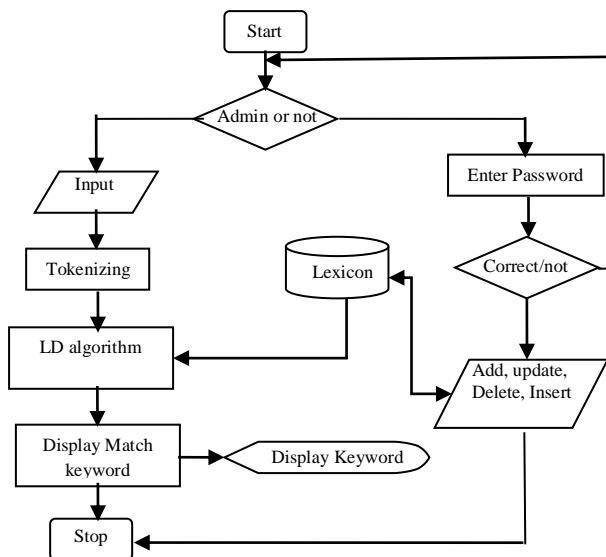 Start
Admin or not
Input
Enter Password
Tokenizing
Lexicon
Correct/not
LD algorithm
Add, update,
Delete, Insert
Display Match
keyword
Display Keyword
Stop